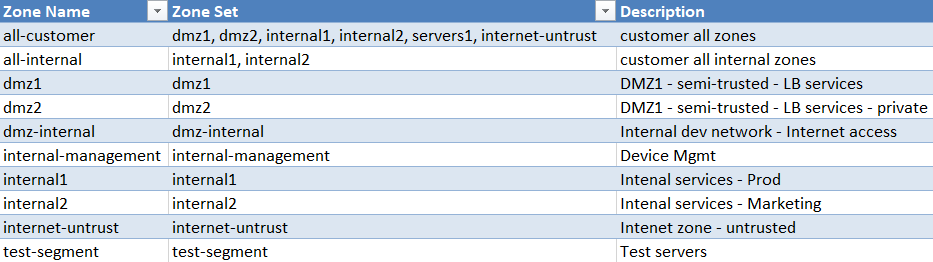 Zone Name Zone Set Description
all-customer dmz1, dmz2, internal1, internal2, servers1, internet-untrust customer all zones
all-internal internal1, internal2 customer all internal zones
dmz1 dmz1 DMZ1 - semi-trusted - LB services
dmz2 dmz2 DMZ1 - semi-trusted - LB services - private
dmz-internal dmz-internal Internal dev network - Internet access
internal-management internal-management Device Mgmt
internal1 internal1 Intenal services - Prod
internal2 internal2 Intenal services - Marketing
internet-untrust internet-untrust Intenet zone - untrusted
test-segment test-segment Test servers